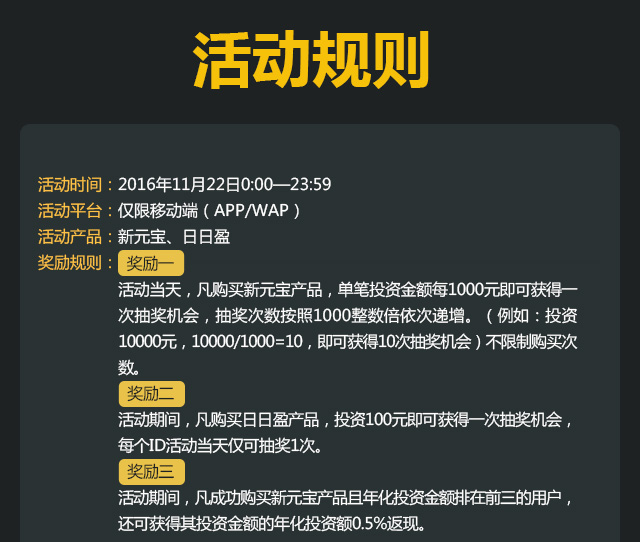 活动规则
活动时间：2016年11月22日0:00—23:59
活动平台：仅限移动端（APP/WAP）
活动产品：新元宝、日日盈
奖励规则：奖励一
活动当天，凡购买新元宝产品，单笔投资金额每1000元即可获得一
次抽奖机会，抽奖次数按照1000整数倍依次递增。（例如：投资
10000元，10000/1000=10，即可获得10次抽奖机会）不限制购买次
数。
奖励二
活动期间，凡购买日日盈产品，投资100元即可获得一次抽奖机会，
每个ID活动当天仅可抽奖1次。
奖励三
活动期间，凡成功购买新元宝产品且年化投资金额排在前三的用户，
还可获得其投资金额的年化投资额0.5%返现。